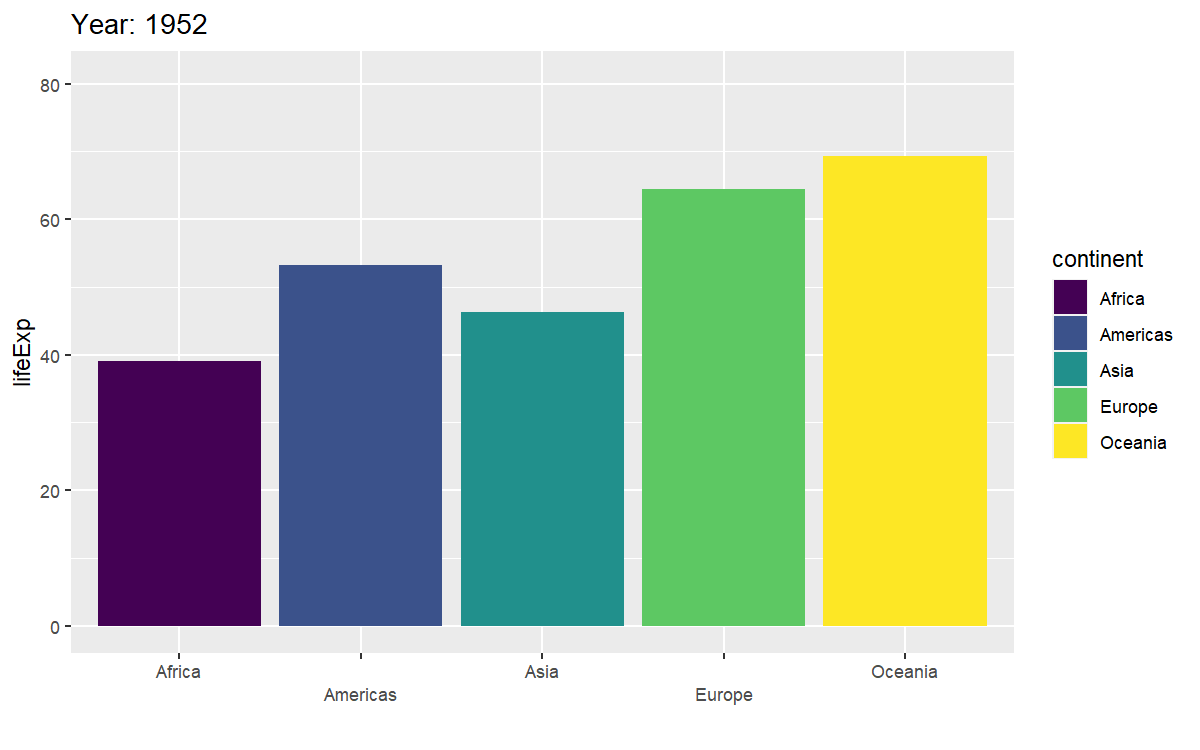 Year: 1952
80
60
40
20
0
lifeExp
Africa
Americas
Asia
Europe
Oceania
continent
Africa
Americas
Asia
Europe
Oceania